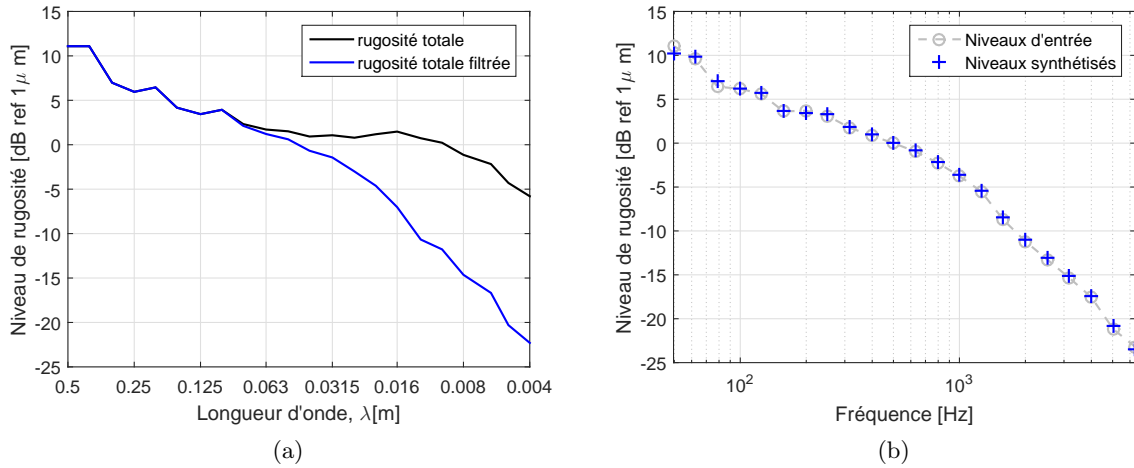 15
10
5
0
-5
-10
-15
-20
-25
Niveau de rugosité [dB ref 1μ m]
rugosité totale
rugosité totale filtrée
0.5 0.25 0.125 0.063 0.0315 0.016 0.008 0.004
Longueur d'onde, λ[m]
(a)
15
10
5
0
-5
-10
-15
-20
-25
Niveau de rugosité [dB ref 1μ m]
Niveaux d'entrée
Niveaux synthétisés
10² 10³
Fréquence [Hz]
(b)